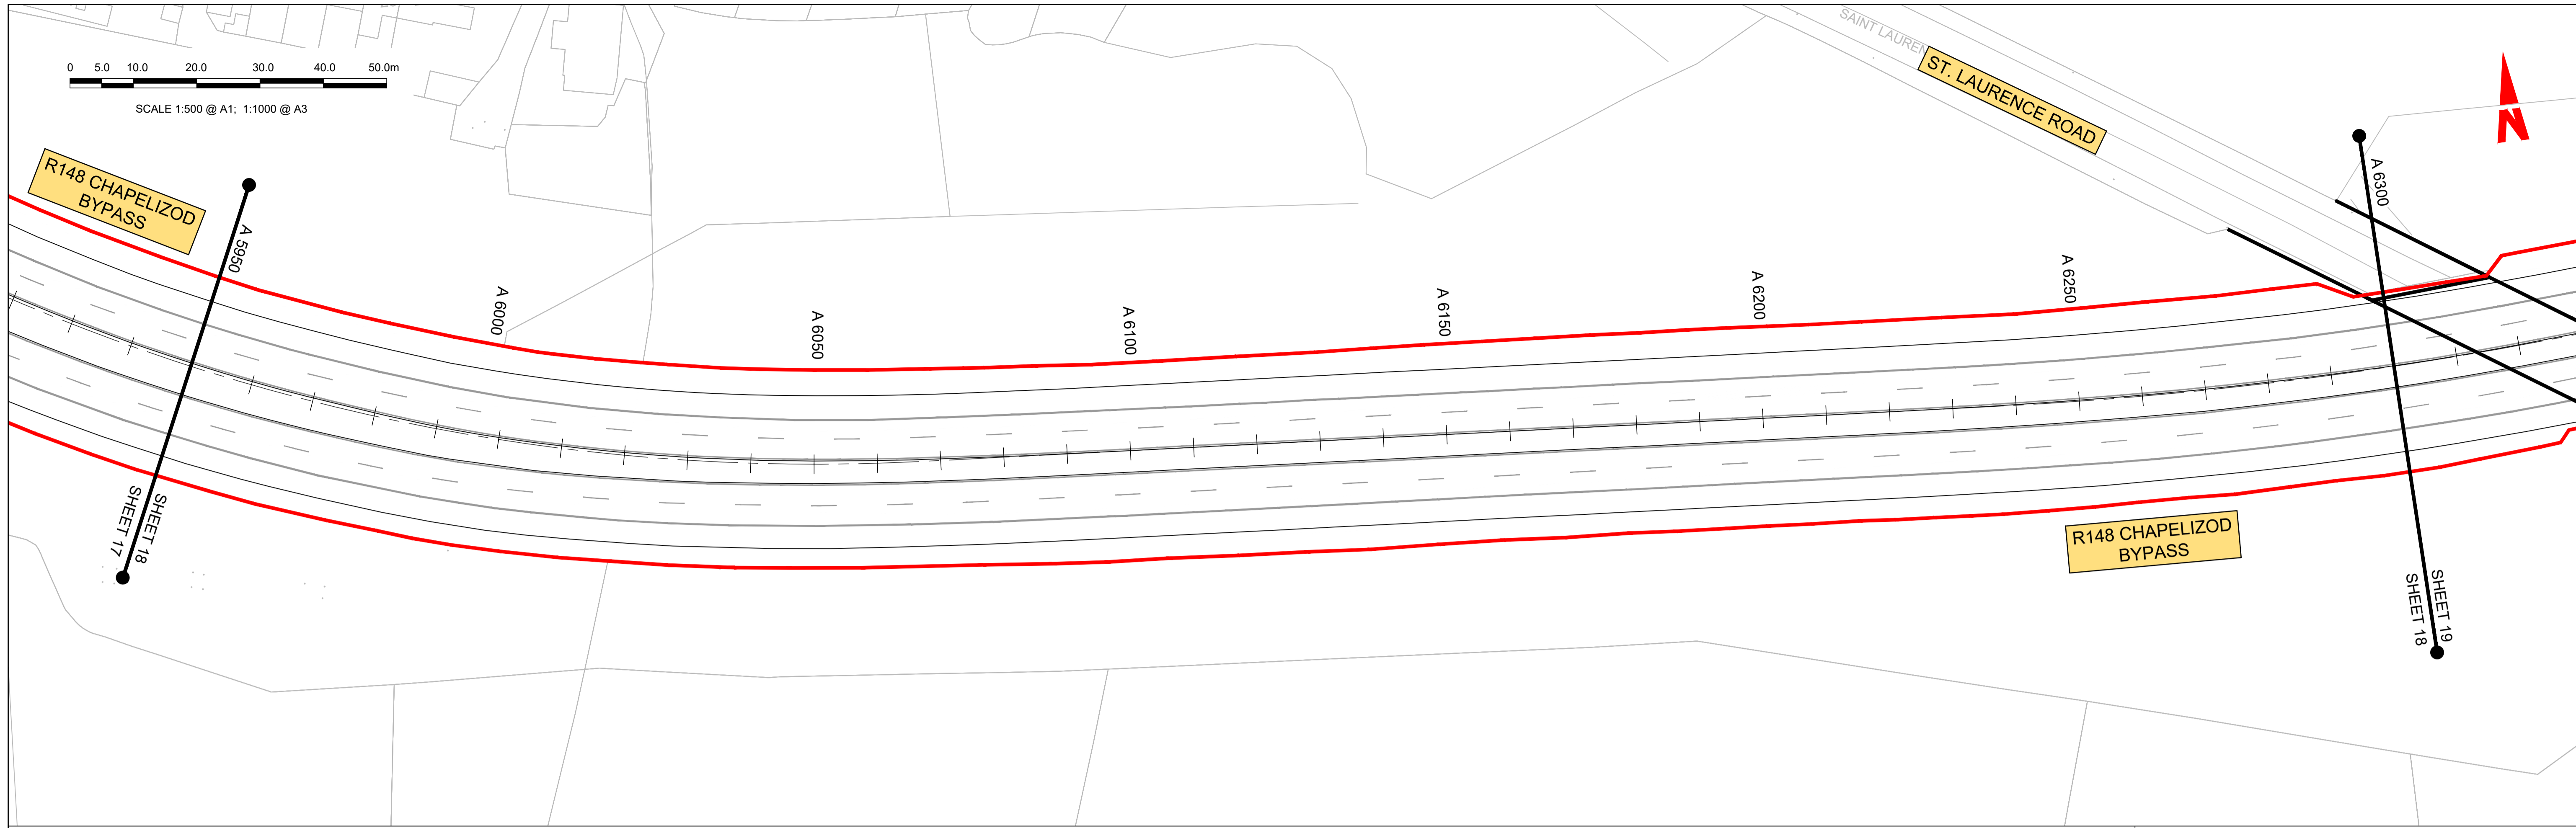 SAINT LAUREN
ST. LAURENCE ROAD
0 5.0 10.0 20.0 30.0 40.0 50.0m
SCALE 1:500 @ A1; 1:1000 @ A3
N
R148 CHAPELIZOD
BYPASS
A 5950
A 6000
A 6050
A 6100
A 6150
A 6200
A 6250
A 6300
SHEET 17
SHEET 18
R148 CHAPELIZOD
BYPASS
SHEET 18
SHEET 19